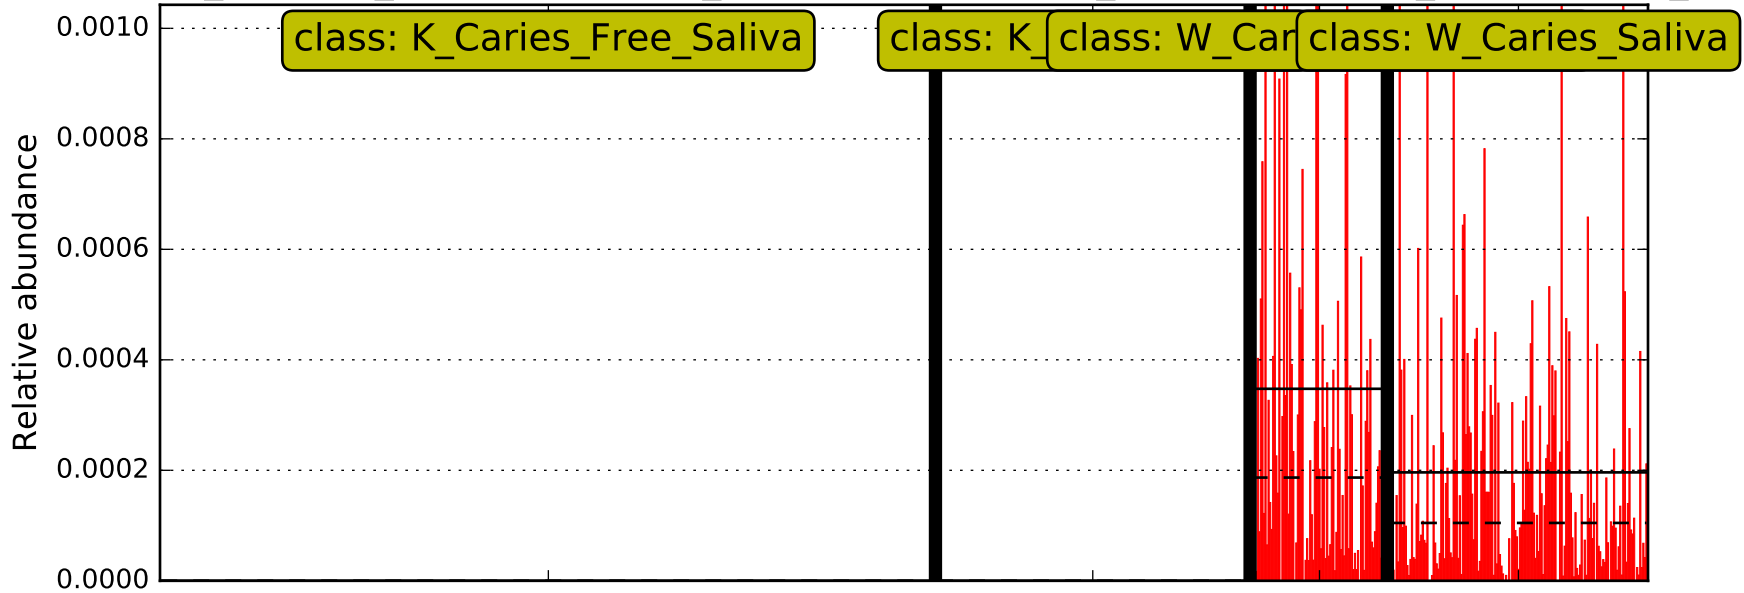 0.0010
class: K_Caries_Free_Saliva
class: K_
class: W_Car
class: W_Caries_Saliva
0.0008
0.0006
0.0004
0.0002
0.0000
Relative abundance